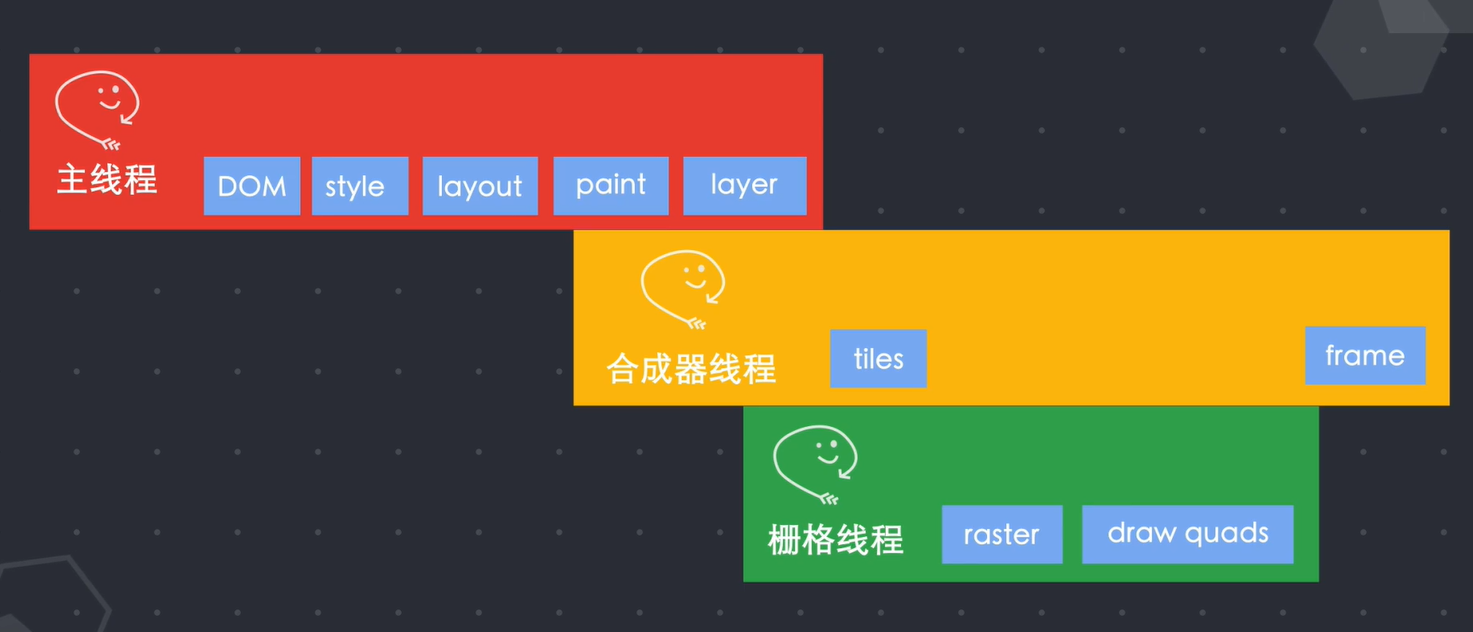 主线程
DOM
style
layout
paint
layer
合成器线程
tiles
frame
栅格线程
raster
draw quads